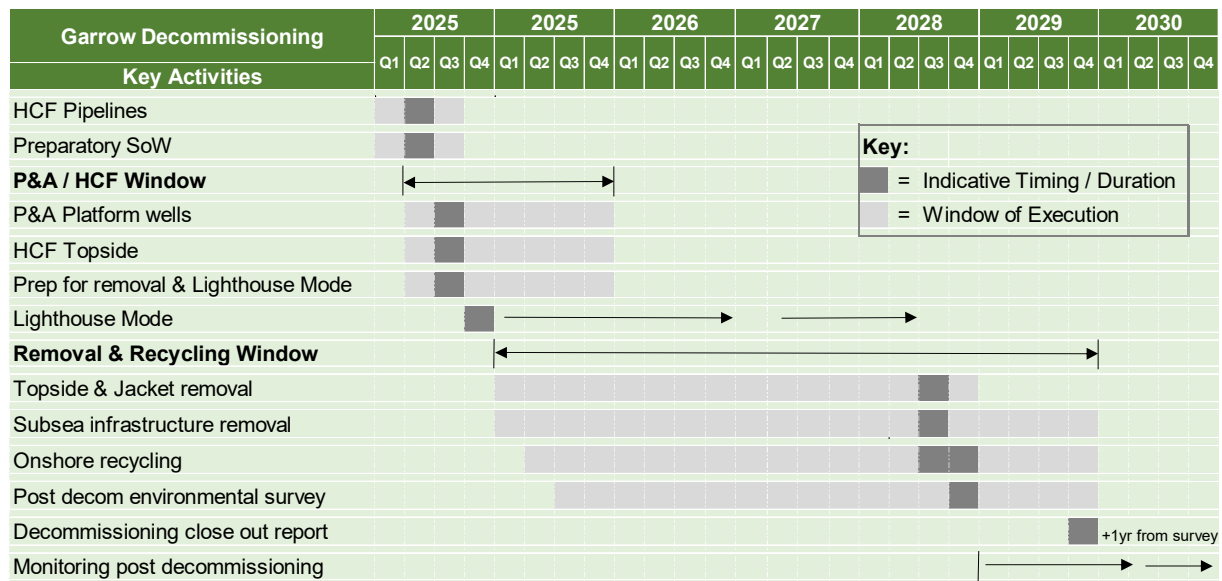 Garrow Decommissioning
2025 2025 2026 2027 2028 2029 2030
Key Activities
Q1 Q2 Q3 Q4 Q1 Q2 Q3 Q4 Q1 Q2 Q3 Q4 Q1 Q2 Q3 Q4 Q1 Q2 Q3 Q4 Q1 Q2 Q3 Q4 Q1 Q2 Q3 Q4
HCF Pipelines
Preparatory SoW
Key:
P&A / HCF Window
= Indicative Timing / Duration
P&A Platform wells
= Window of Execution
HCF Topside
Prep for removal & Lighthouse Mode
Lighthouse Mode
Removal & Recycling Window
Topside & Jacket removal
Subsea infrastructure removal
Onshore recycling
Post decom environmental survey
Decommissioning close out report
+1yr from survey
Monitoring post decommissioning